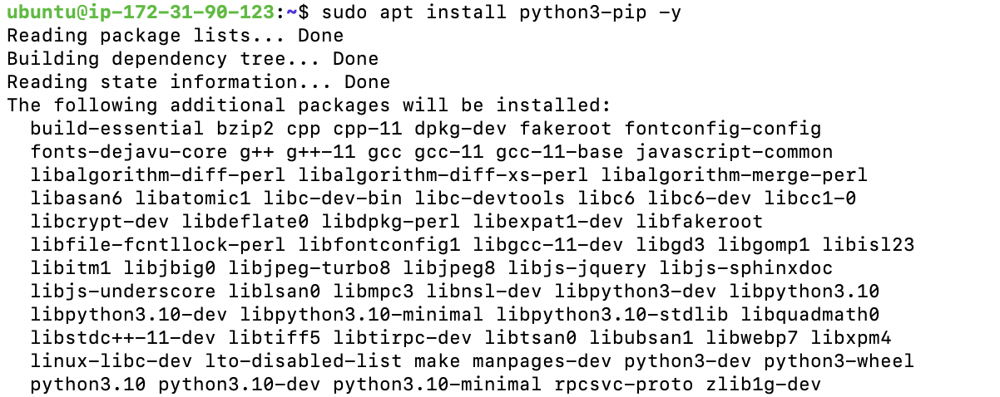 ubuntu@ip-172-31-90-123:~$ sudo apt install python3-pip -y
Reading package lists... Done
Building dependency tree... Done
Reading state information... Done
The following additional packages will be installed:
  build-essential bzip2 cpp cpp-11 dpkg-dev fakeroot fontconfig-config
  fonts-dejavu-core g++ g++-11 gcc gcc-11 gcc-11-base javascript-common
  libalgorithm-diff-perl libalgorithm-diff-xs-perl libalgorithm-merge-perl
  libasan6 libatomic1 libc-dev-bin libc-devtools libc6 libc6-dev libcc1-0
  libcrypt-dev libdeflate0 libdpkg-perl libexpat1-dev libfakeroot
  libfile-fcntllock-perl libfontconfig1 libgcc-11-dev libgd3 libgomp1 libisl23
  libitm1 libjbig0 libjpeg-turbo8 libjpeg8 libjs-jquery libjs-sphinxdoc
  libjs-underscore liblsan0 libmpc3 libnsl-dev libpython3-dev libpython3.10
  libpython3.10-dev libpython3.10-minimal libpython3.10-stdlib libquadmath0
  libstdc++-11-dev libtiff5 libtirpc-dev libtsan0 libubsan1 libwebp7 libxpm4
  linux-libc-dev lto-disabled-list make manpages-dev python3-dev python3-wheel
  python3.10 python3.10-dev python3.10-minimal rpcsvc-proto zlib1g-dev